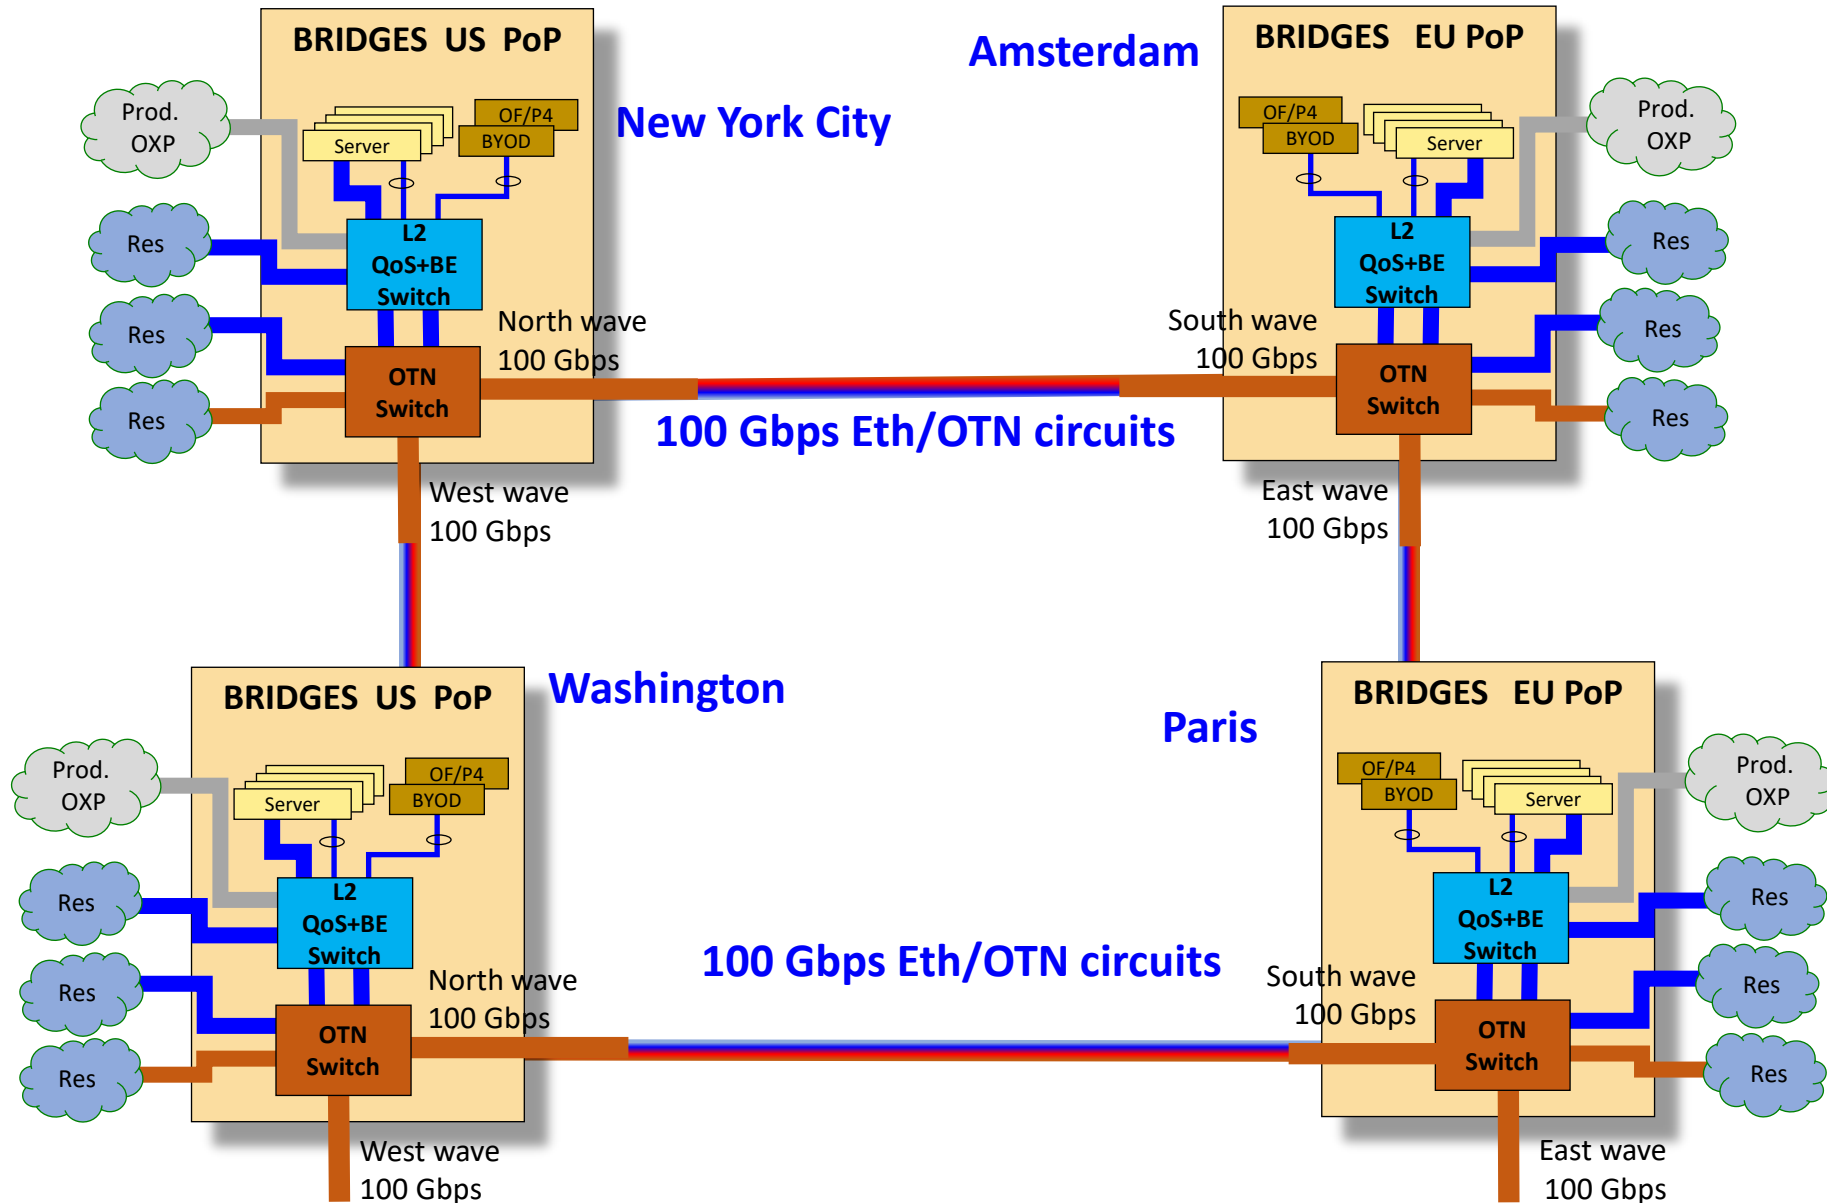 BRIDGES US PoP
New York City
Prod.
OXP
OF/P4
BYOD
Server
L2
QoS+BE
Switch
Res
Res
Res
OTN
Switch
North wave
100 Gbps
West wave
100 Gbps
Amsterdam
BRIDGES EU PoP
OF/P4
BYOD
Server
Prod.
OXP
L2
QoS+BE
Switch
Res
Res
Res
South wave
100 Gbps
OTN
Switch
100 Gbps Eth/OTN circuits
East wave
100 Gbps
BRIDGES US PoP
Washington
Prod.
OXP
OF/P4
BYOD
Server
L2
QoS+BE
Switch
Res
Res
Res
OTN
Switch
North wave
100 Gbps
West wave
100 Gbps
Paris
BRIDGES EU PoP
OF/P4
BYOD
Server
Prod.
OXP
L2
QoS+BE
Switch
Res
Res
Res
100 Gbps Eth/OTN circuits
South wave
100 Gbps
OTN
Switch
East wave
100 Gbps